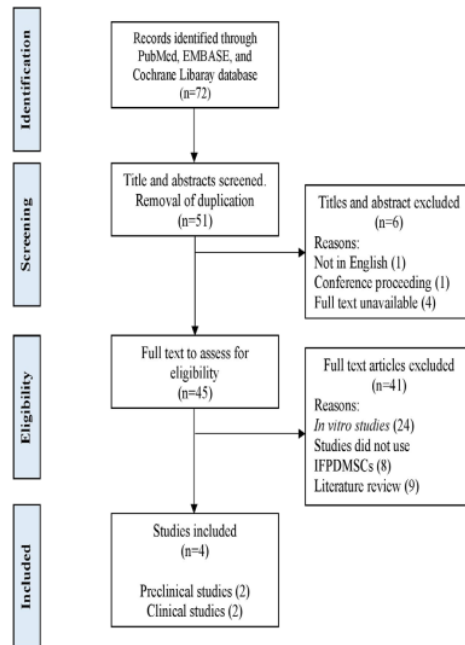 Identification
Records identified through
PubMed, EMBASE, and
Cochrane Libaray database
(n=72)
Screening
Title and abstracts screened.
Removal of duplication
(n=51)
Titles and abstract excluded
(n=6)
Reasons:
Not in English (1)
Conference proceeding (1)
Full text unavailable (4)
Eligibility
Full text to assess for
eligibility
(n=45)
Full text articles excluded
(n=41)
Reasons:
In vitro studies (24)
Studies did not use
IFPDMSCs (8)
Literature review (9)
Included
Studies included
(n=4)
Preclinical studies (2)
Clinical studies (2)